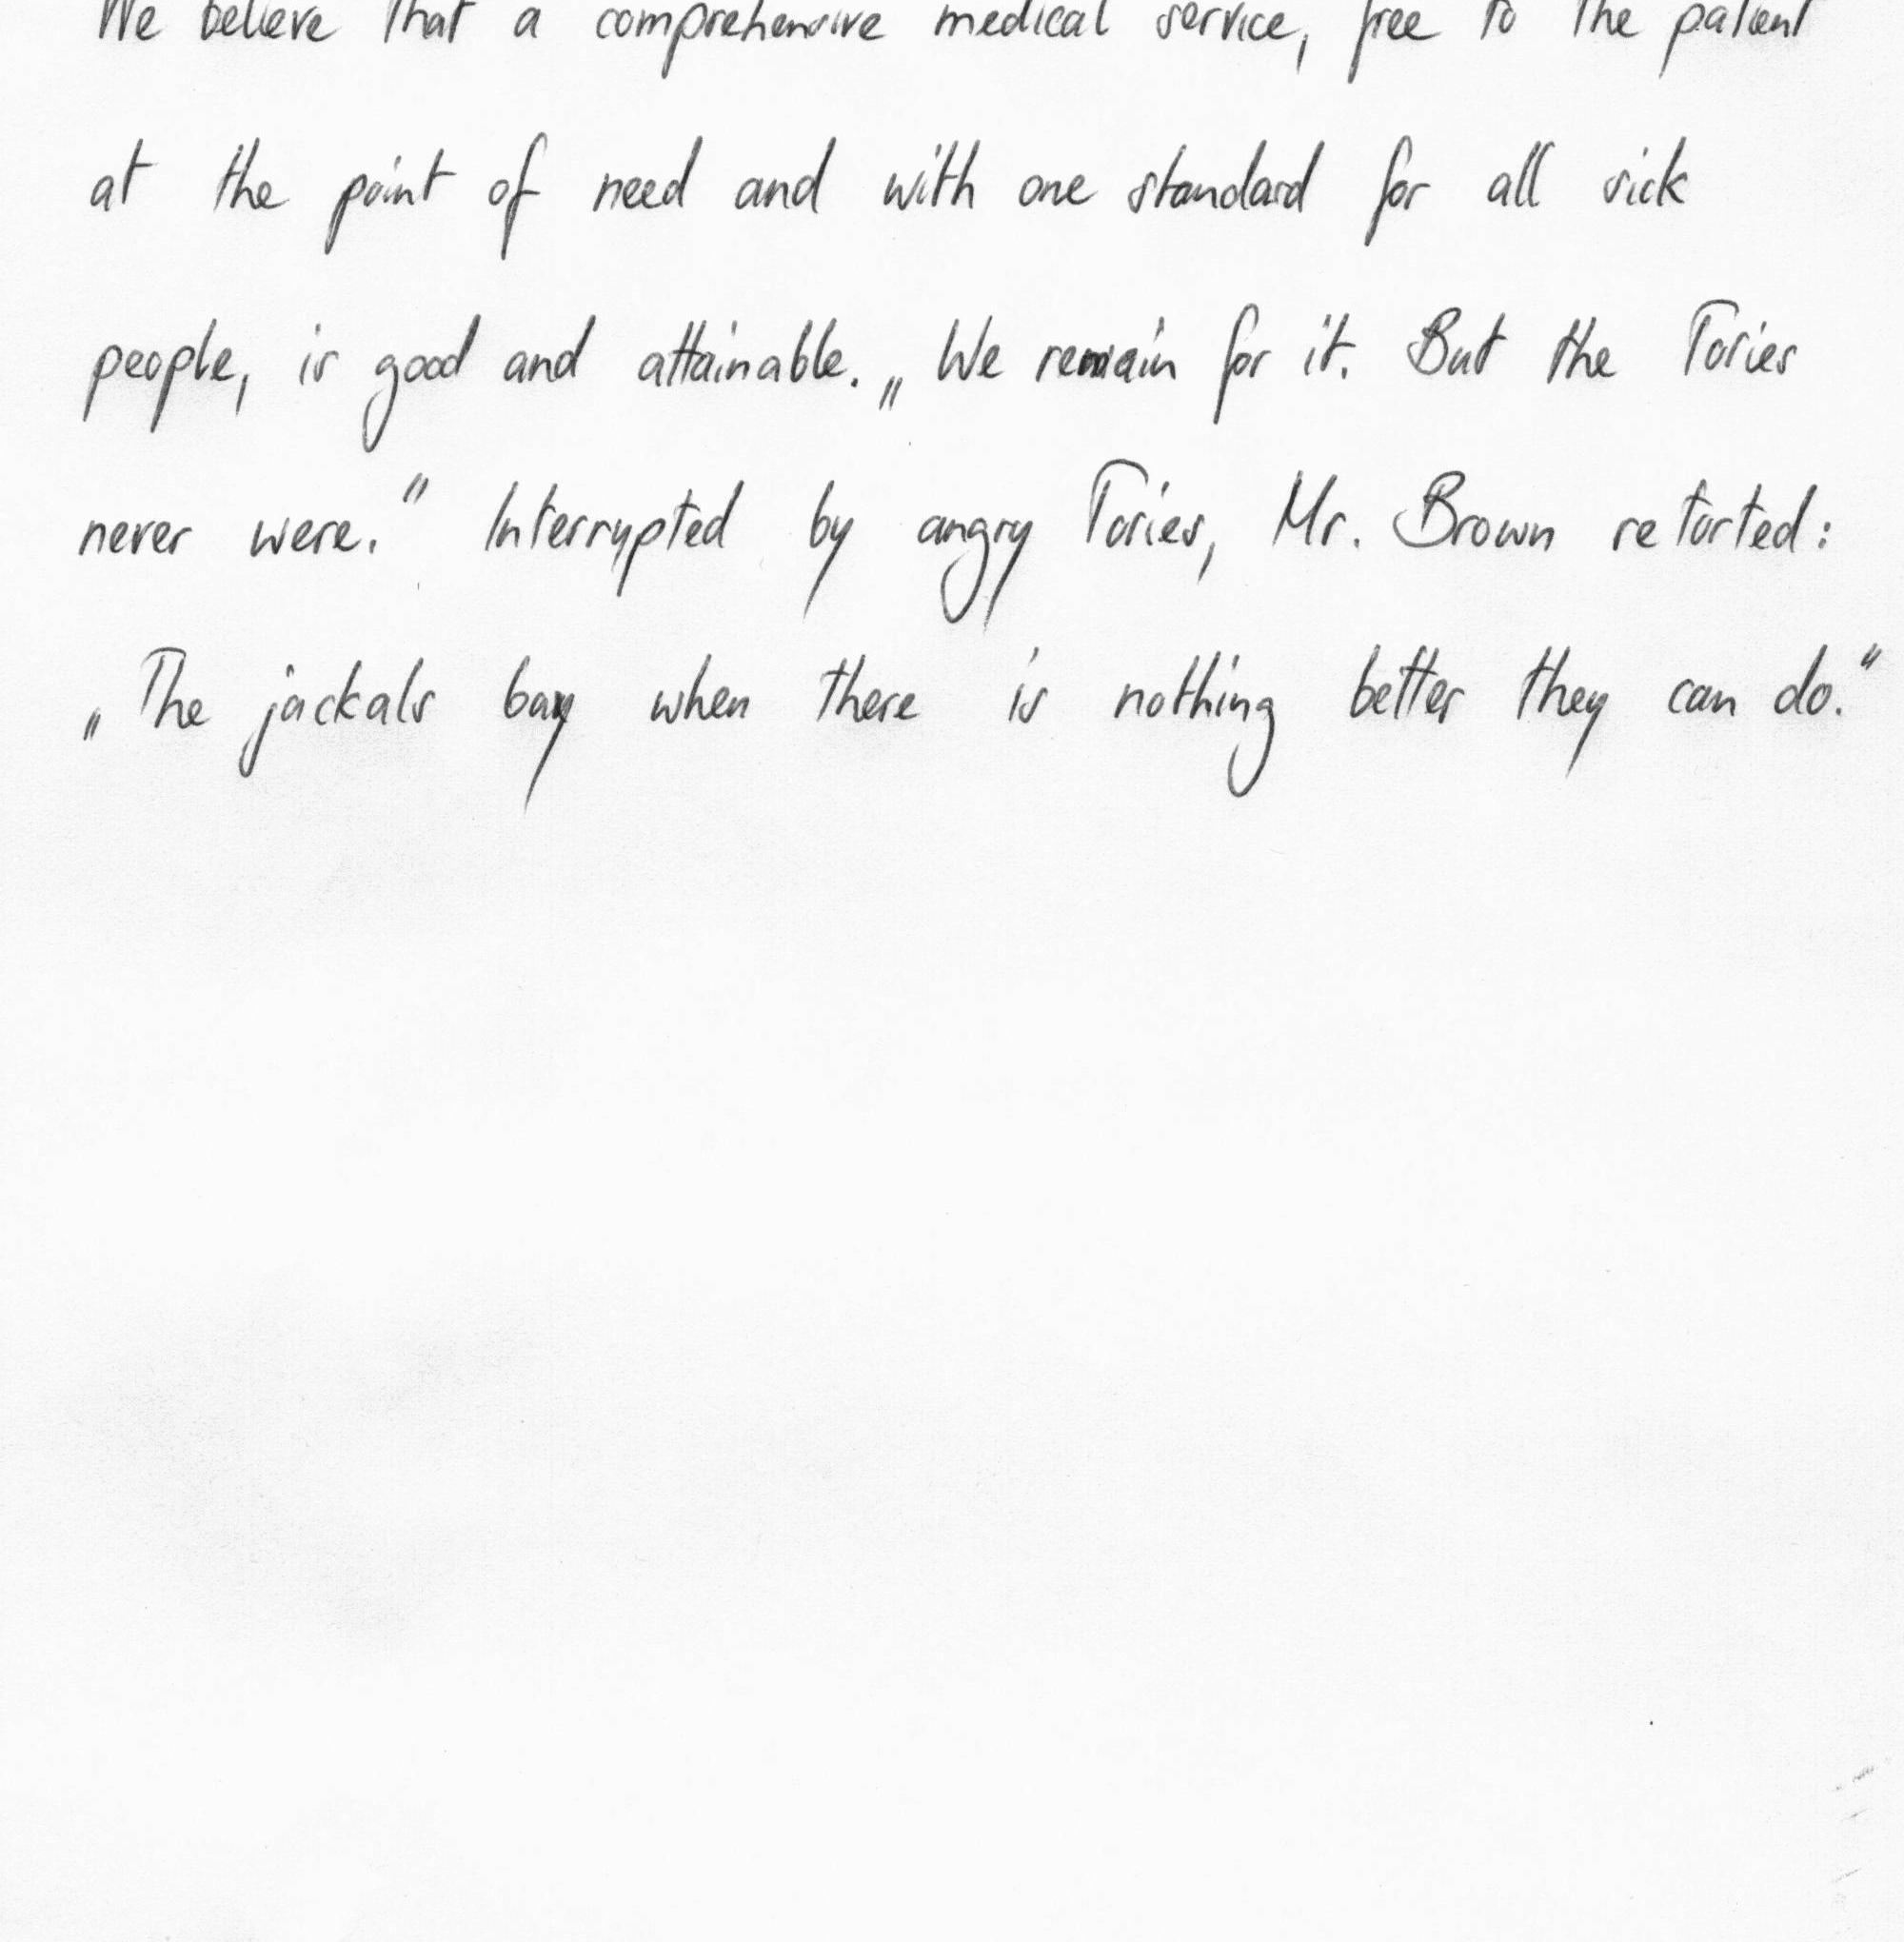 We believe that a comprehensive medical service, free to the patient
at the point of need and with one standard for all sick
people, is good and attainable. „We remain for it. But the Tories
never were.“ Interrupted by angry Tories, Mr. Brown retorted:
„The jackals bay when there is nothing better they can do.“